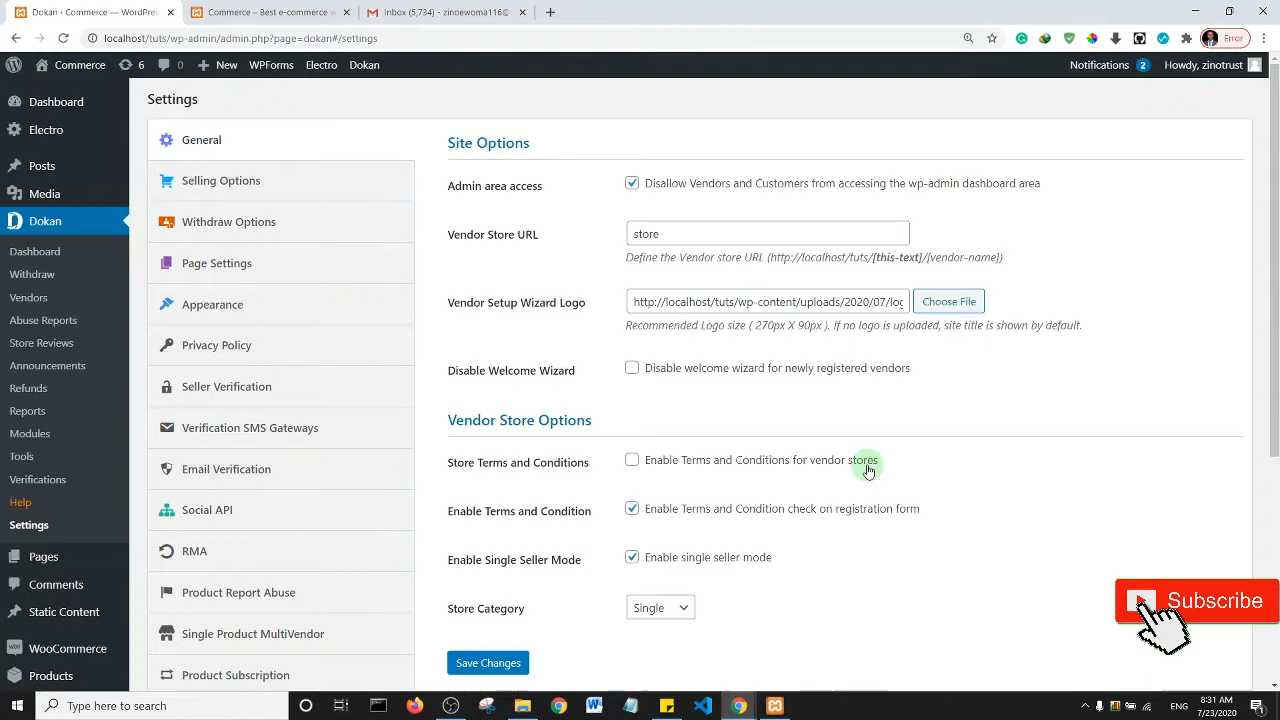 Dokan ‹ Commerce — WordPres
Commerce – Best e-commerce w
Inbox (5,734) - zinoewoma116@
localhost/tuts/wp-admin/admin.php?page=dokan#/settings
Error
Commerce 6 0 New WPForms Electro Dokan
Notifications 2 Howdy, zinotrust
Dashboard
Electro
Posts
Media
Dokan
Dashboard
Withdraw
Vendors
Abuse Reports
Store Reviews
Announcements
Refunds
Reports
Modules
Tools
Verifications
Help
Settings
Pages
Comments
Static Content
WooCommerce
Products
Settings
General
Selling Options
Withdraw Options
Page Settings
Appearance
Privacy Policy
Seller Verification
Verification SMS Gateways
Email Verification
Social API
RMA
Product Report Abuse
Single Product MultiVendor
Product Subscription
Site Options
Admin area access
Disallow Vendors and Customers from accessing the wp-admin dashboard area
Vendor Store URL
store
Define the Vendor store URL (http://localhost/tuts/[this-text]/[vendor-name])
Vendor Setup Wizard Logo
http://localhost/tuts/wp-content/uploads/2020/07/log
Choose File
Recommended Logo size ( 270px X 90px ). If no logo is uploaded, site title is shown by default.
Disable Welcome Wizard
Disable welcome wizard for newly registered vendors
Vendor Store Options
Store Terms and Conditions
Enable Terms and Conditions for vendor stores
Enable Terms and Condition
Enable Terms and Condition check on registration form
Enable Single Seller Mode
Enable single seller mode
Store Category
Single
Save Changes
Subscribe
Type here to search
ENG
8:31 AM
7/23/2020